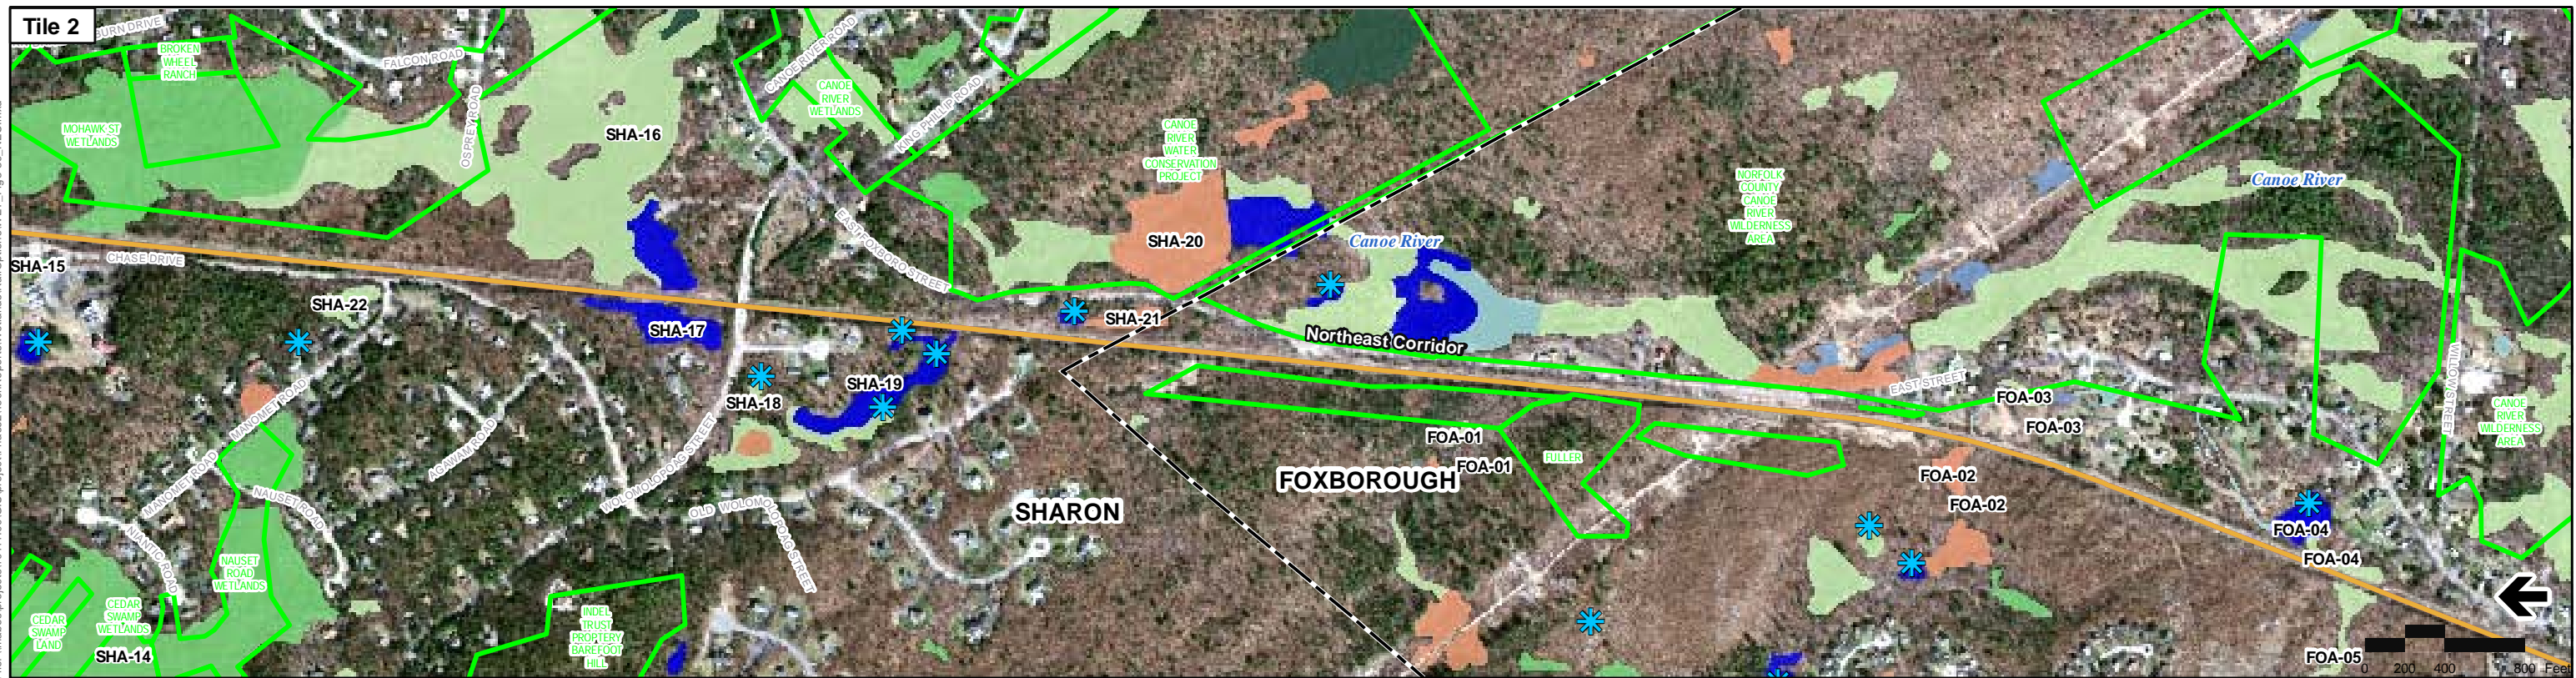 Tile 2
BURN DRIVE
BROKEN
WHEEL
RANCH
FALCON ROAD
CANOE RIVER ROAD
MOHAWK ST
WETLANDS
OSPREY ROAD
SHA-16
CANOE
RIVER
WETLANDS
KING PHILLIP ROAD
CANOE
RIVER
WATER
CONSERVATION
PROJECT
NORFOLK
COUNTY
CANOE
RIVER
WILDERNESS
AREA
Canoe River
SHA-15
CHASE DRIVE
SHA-22
SHA-17
EAST FOXBORO STREET
SHA-20
Canoe River
SHA-21
Northeast Corridor
SHA-18
SHA-19
MANOMET ROAD
MANOMET ROAD
AGAWAM ROAD
WOLOMOLOPOAG STREET
OLD WOLOMOLOPOAG STREET
NAUSET ROAD
NIANTIC ROAD
SHARON
FOXBOROUGH
FOA-01
FOA-01
FULLER
EAST STREET
FOA-03
FOA-03
WILLOW STREET
CANOE
RIVER
WILDERNESS
AREA
FOA-02
FOA-02
FOA-04
FOA-04
CEDAR
SWAMP
LAND
CEDAR
SWAMP
WETLANDS
NAUSET
ROAD
WETLANDS
INDEL
TRUST
PROPTERY
BAREFOOT
HILL
SHA-14
FOA-05
0 200 400 800 Feet